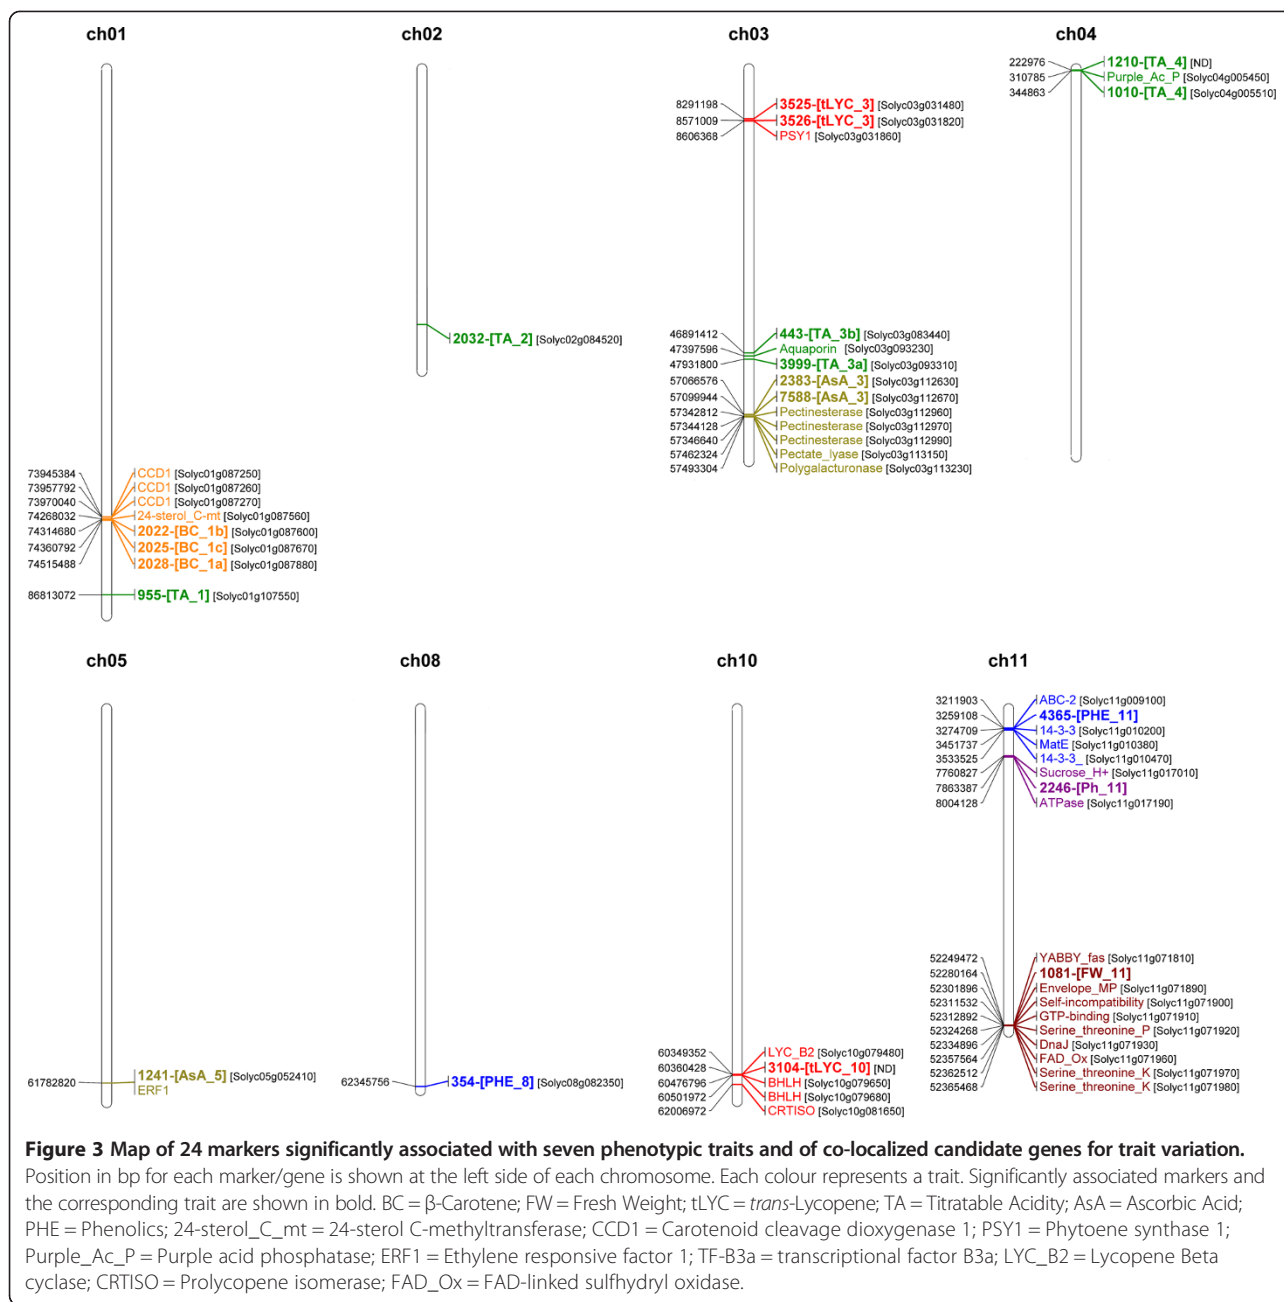 ch01
73945384 CCD1 [Solyc01g087250]
73957792 CCD1 [Solyc01g087260]
73970040 CCD1 [Solyc01g087270]
74268032 24-sterol_C-mt [Solyc01g087560]
74314680 2022-[BC_1b] [Solyc01g087600]
74360792 2025-[BC_1c] [Solyc01g087670]
74515488 2028-[BC_1a] [Solyc01g087880]
86813072 955-[TA_1] [Solyc01g107550]
ch02
2032-[TA_2] [Solyc02g084520]
ch03
8291198 3525-[tLYC_3] [Solyc03g031480]
8571009 3526-[tLYC_3] [Solyc03g031820]
8606368 PSY1 [Solyc03g031860]
46891412 443-[TA_3b] [Solyc03g083440]
47397596 Aquaporin [Solyc03g093230]
47931800 3999-[TA_3a] [Solyc03g093310]
57066576 2383-[AsA_3] [Solyc03g112630]
57099944 7588-[AsA_3] [Solyc03g112670]
57342812 Pectinesterase [Solyc03g112960]
57344128 Pectinesterase [Solyc03g112970]
57346640 Pectinesterase [Solyc03g112990]
57462324 Pectate_lyase [Solyc03g113150]
57493304 Polygalacturonase [Solyc03g113230]
ch04
222976 1210-[TA_4] [ND]
310785 Purple_Ac_P [Solyc04g005450]
344863 1010-[TA_4] [Solyc04g005510]
ch05
61782820 1241-[AsA_5] [Solyc05g052410]
ERF1
ch08
62345756 354-[PHE_8] [Solyc08g082350]
ch10
60349352 LYC_B2 [Solyc10g079480]
60360428 3104-[tLYC_10] [ND]
60476796 BHLH [Solyc10g079650]
60501972 BHLH [Solyc10g079680]
62006972 CRTISO [Solyc10g081650]
ch11
3211903 ABC-2 [Solyc11g009100]
3259108 4365-[PHE_11]
3274709 14-3-3 [Solyc11g010200]
3451737 MatE [Solyc11g010380]
3533525 14-3-3_ [Solyc11g010470]
7760827 Sucrose_H+ [Solyc11g017010]
7863387 2246-[Ph_11]
8004128 ATPase [Solyc11g017190]
52249472 YABBY_fas [Solyc11g071810]
52280164 1081-[FW_11]
52301896 Envelope_MP [Solyc11g071890]
52311532 Self-incompatibility [Solyc11g071900]
52312892 GTP-binding [Solyc11g071910]
52324268 Serine_threonine_P [Solyc11g071920]
52334896 DnaJ [Solyc11g071930]
52357564 FAD_Ox [Solyc11g071960]
52362512 Serine_threonine_K [Solyc11g071970]
52365468 Serine_threonine_K [Solyc11g071980]
Figure 3 Map of 24 markers significantly associated with seven phenotypic traits and of co-localized candidate genes for trait variation.
Position in bp for each marker/gene is shown at the left side of each chromosome. Each colour represents a trait. Significantly associated markers and
the corresponding trait are shown in bold. BC = β-Carotene; FW = Fresh Weight; tLYC = trans-Lycopene; TA = Titratable Acidity; AsA = Ascorbic Acid;
PHE = Phenolics; 24-sterol_C_mt = 24-sterol C-methyltransferase; CCD1 = Carotenoid cleavage dioxygenase 1; PSY1 = Phytoene synthase 1;
Purple_Ac_P = Purple acid phosphatase; ERF1 = Ethylene responsive factor 1; TF-B3a = transcriptional factor B3a; LYC_B2 = Lycopene Beta
cyclase; CRTISO = Prolycopene isomerase; FAD_Ox = FAD-linked sulfhydryl oxidase.